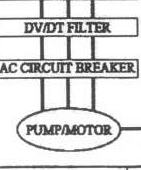 DV/DT FILTER
AC CIRCUIT BREAKER
PUMP/MOTOR